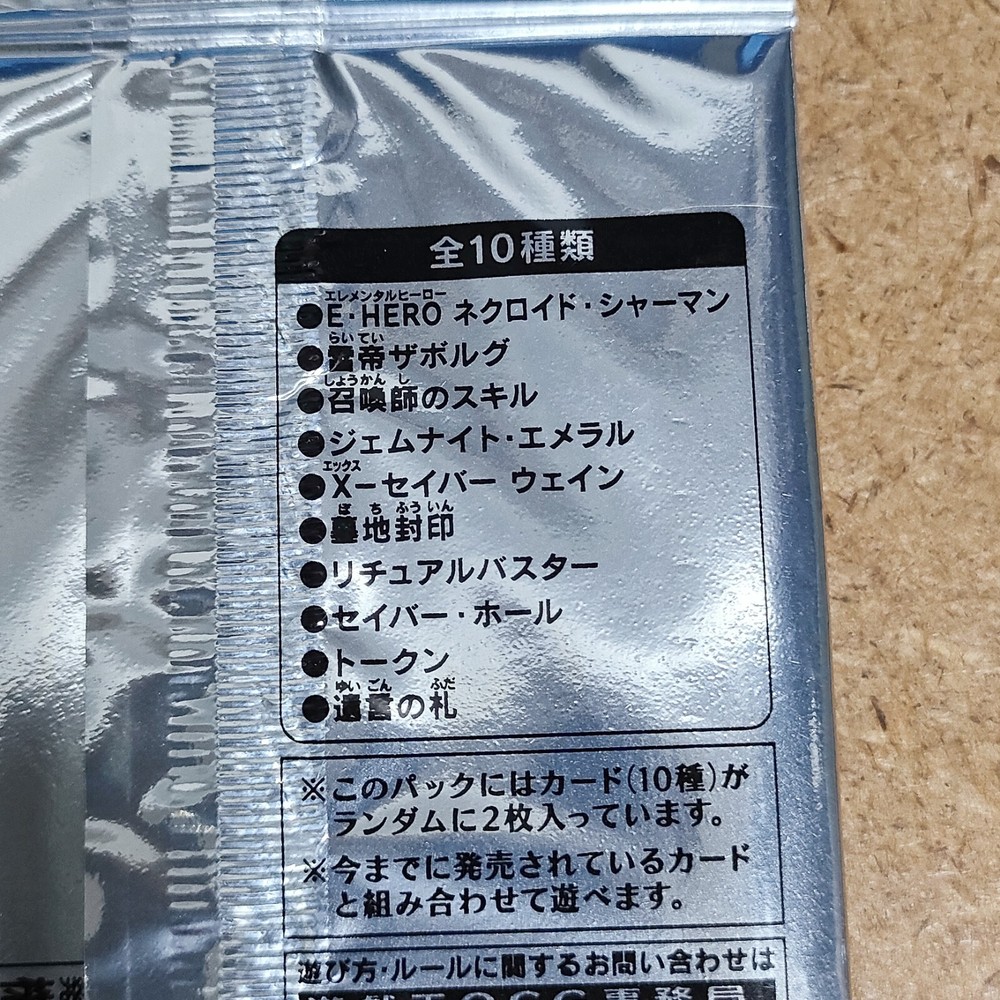 全10種類
エレメンタルヒーロー
●E・HERO ネクロイド・シャーマン
らいてい
●雷帝ザボルグ
しょうかん し
●召喚師のスキル
●ジェムナイト・エメラル
エックス
●X−セイバー ウェイン
ぼ ち ふういん
●墓地封印
●リチュアルバスター
●セイバー・ホール
●トークン
ゆい ごん ふだ
●遺言の札
※このパックにはカード(10種)が
ランダムに2枚入っています。
※今までに発売されているカード
と組み合わせて遊べます。
遊び方・ルールに関するお問い合わせは
遊戯王OCG事務局